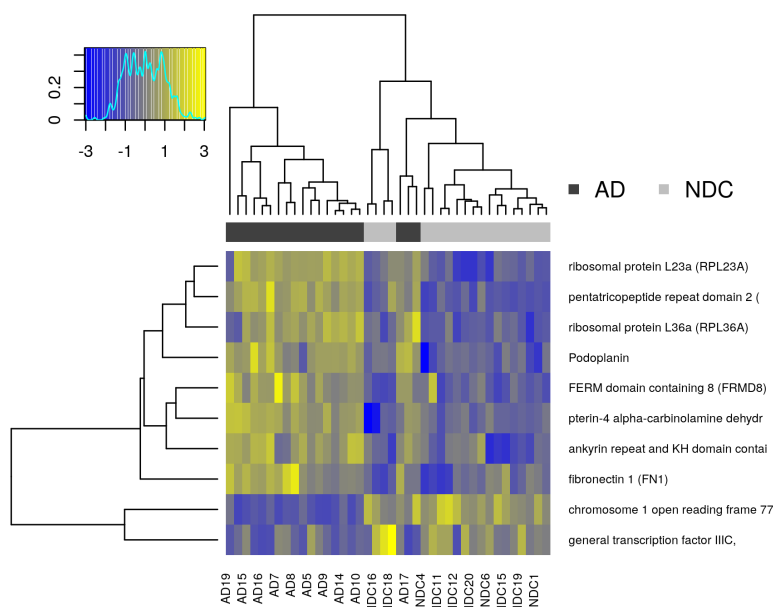 0.2
0
-3 -1 1 3
AD NDC
ribosomal protein L23a (RPL23A)
pentatricopeptide repeat domain 2 (
ribosomal protein L36a (RPL36A)
Podoplanin
FERM domain containing 8 (FRMD8)
pterin-4 alpha-carbinolamine dehydr
ankyrin repeat and KH domain contai
fibronectin 1 (FN1)
chromosome 1 open reading frame 77
general transcription factor IIIC,
AD19 AD15 AD16 AD7 AD8 AD5 AD9 AD14 AD10 IDC16 IDC18 AD17 NDC4 IDC11 IDC12 IDC20 NDC6 IDC15 IDC19 NDC1